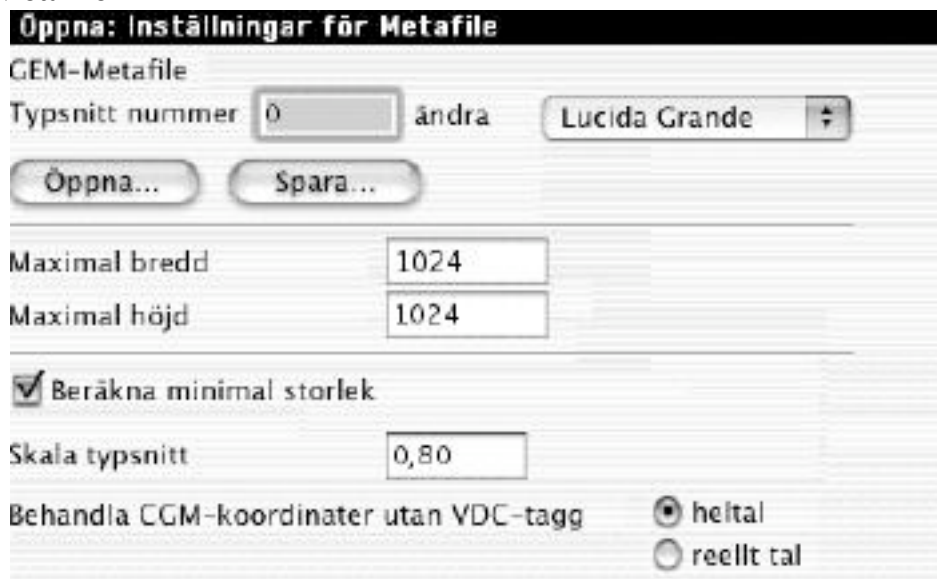 Öppna: Inställningar för Metafile
GEM-Metafile
Typsnitt nummer 0 ändra Lucida Grande
Öppna... Spara...
Maximal bredd 1024
Maximal höjd 1024
Beräkna minimal storlek
Skala typsnitt 0,80
Behandla CGM-koordinater utan VDC-tagg heltal
reellt tal